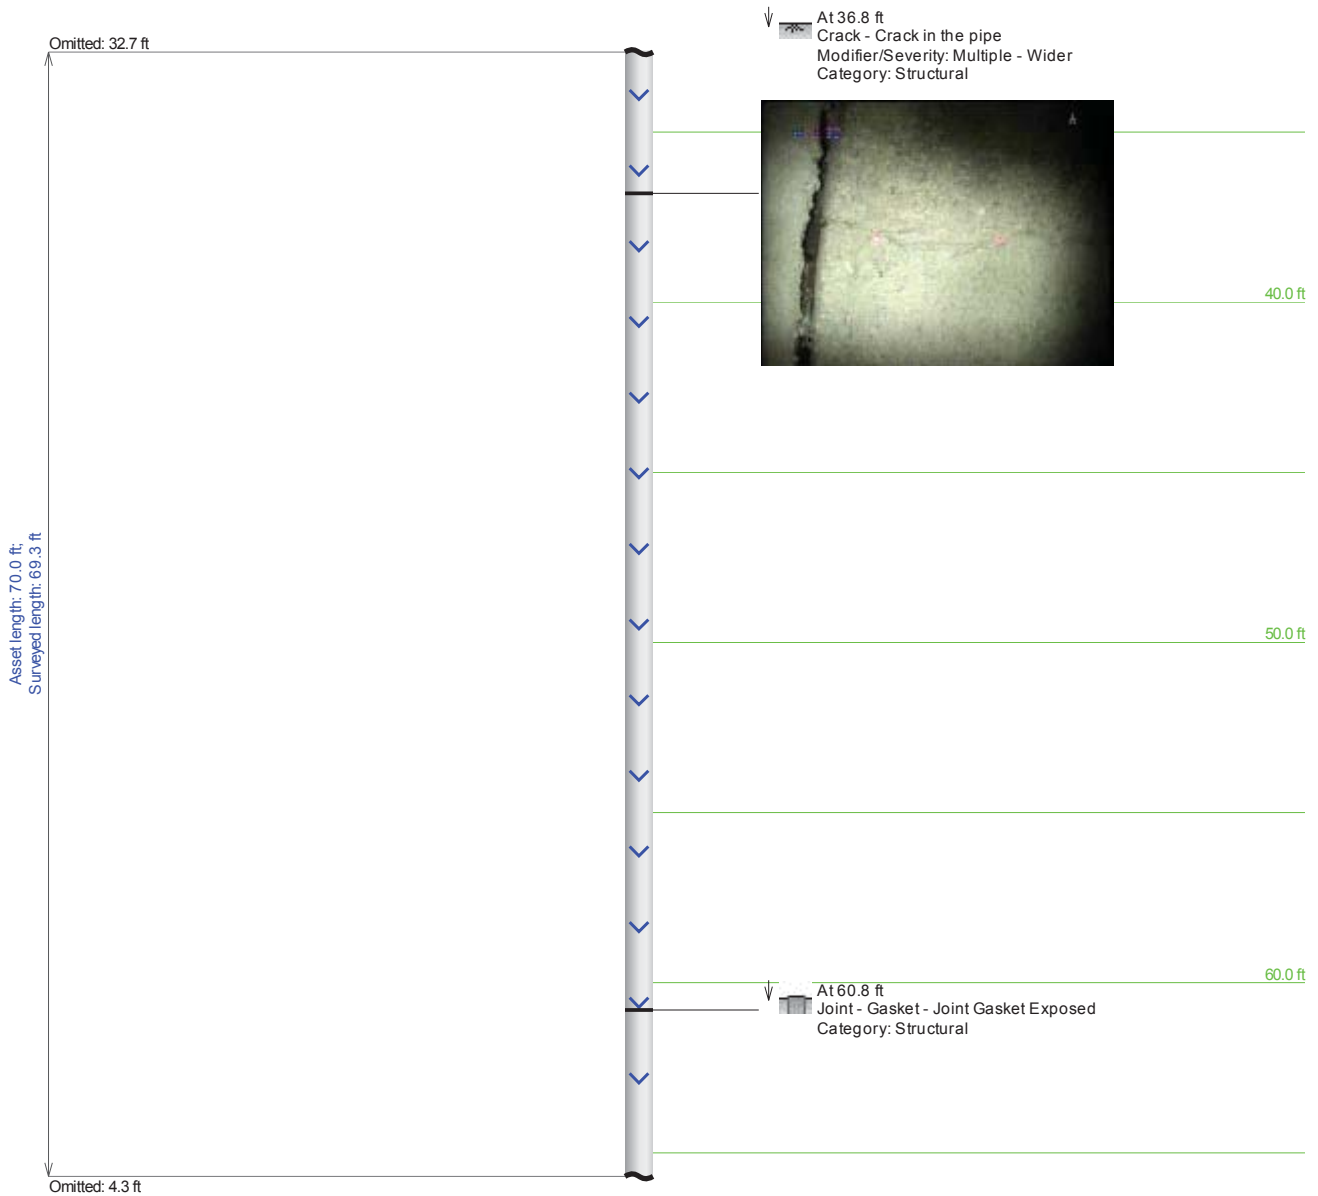 At 36.8 ft
Crack - Crack in the pipe
Modifier/Severity: Multiple - Wider
Category: Structural
Omitted: 32.7 ft
40.0 ft
Asset length: 70.0 ft;
Surveyed length: 69.3 ft
50.0 ft
60.0 ft
At 60.8 ft
Joint - Gasket - Joint Gasket Exposed
Category: Structural
Omitted: 4.3 ft